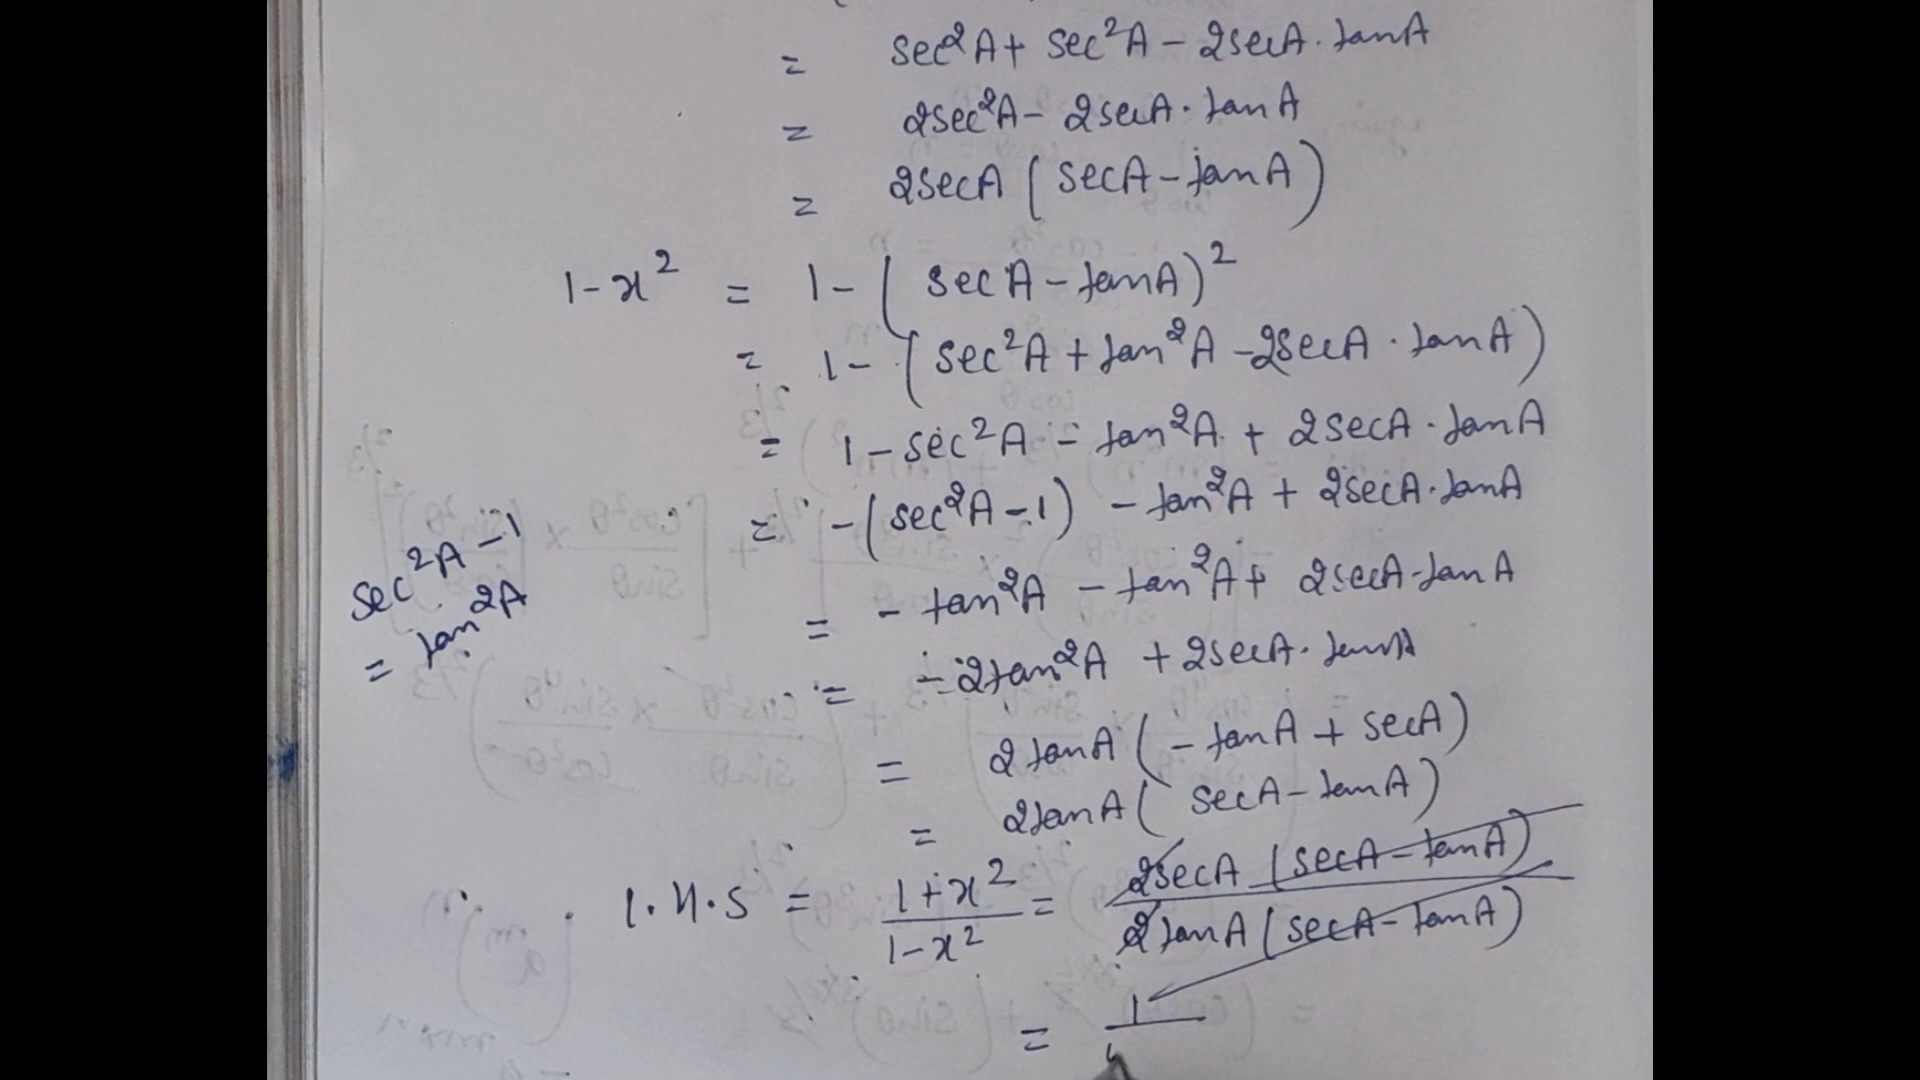 = sec²A + sec²A - 2secA. tanA
= 2sec²A - 2secA. tanA
= 2secA (secA - tanA)
1-x² = 1 - (secA - tanA)²
= 1 - (sec²A + tan²A - 2secA. tanA)
= 1 - sec²A - tan²A + 2secA. tanA
= -(sec²A - 1) - tan²A + 2secA. tanA
sec²A - 1
= tan²A
= - tan²A - tan²A + 2secA. tanA
= - 2tan²A + 2secA. tanA
= 2tanA (- tanA + secA)
= 2tanA (secA - tanA)
L.H.S = 1+x² / 1-x² = 2secA (secA - tanA) / 2tanA (secA - tanA)
= 1